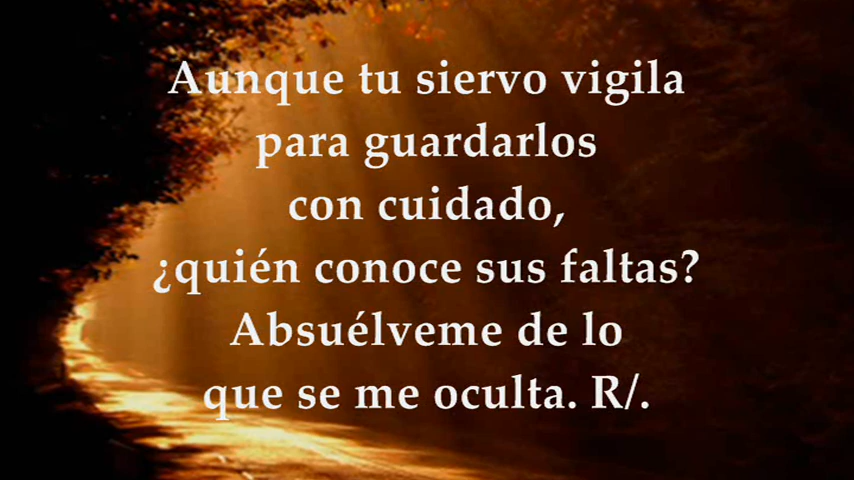 Aunque tu siervo vigila
para guardarlos
con cuidado,
¿quién conoce sus faltas?
Absuélveme de lo
que se me oculta. R/.